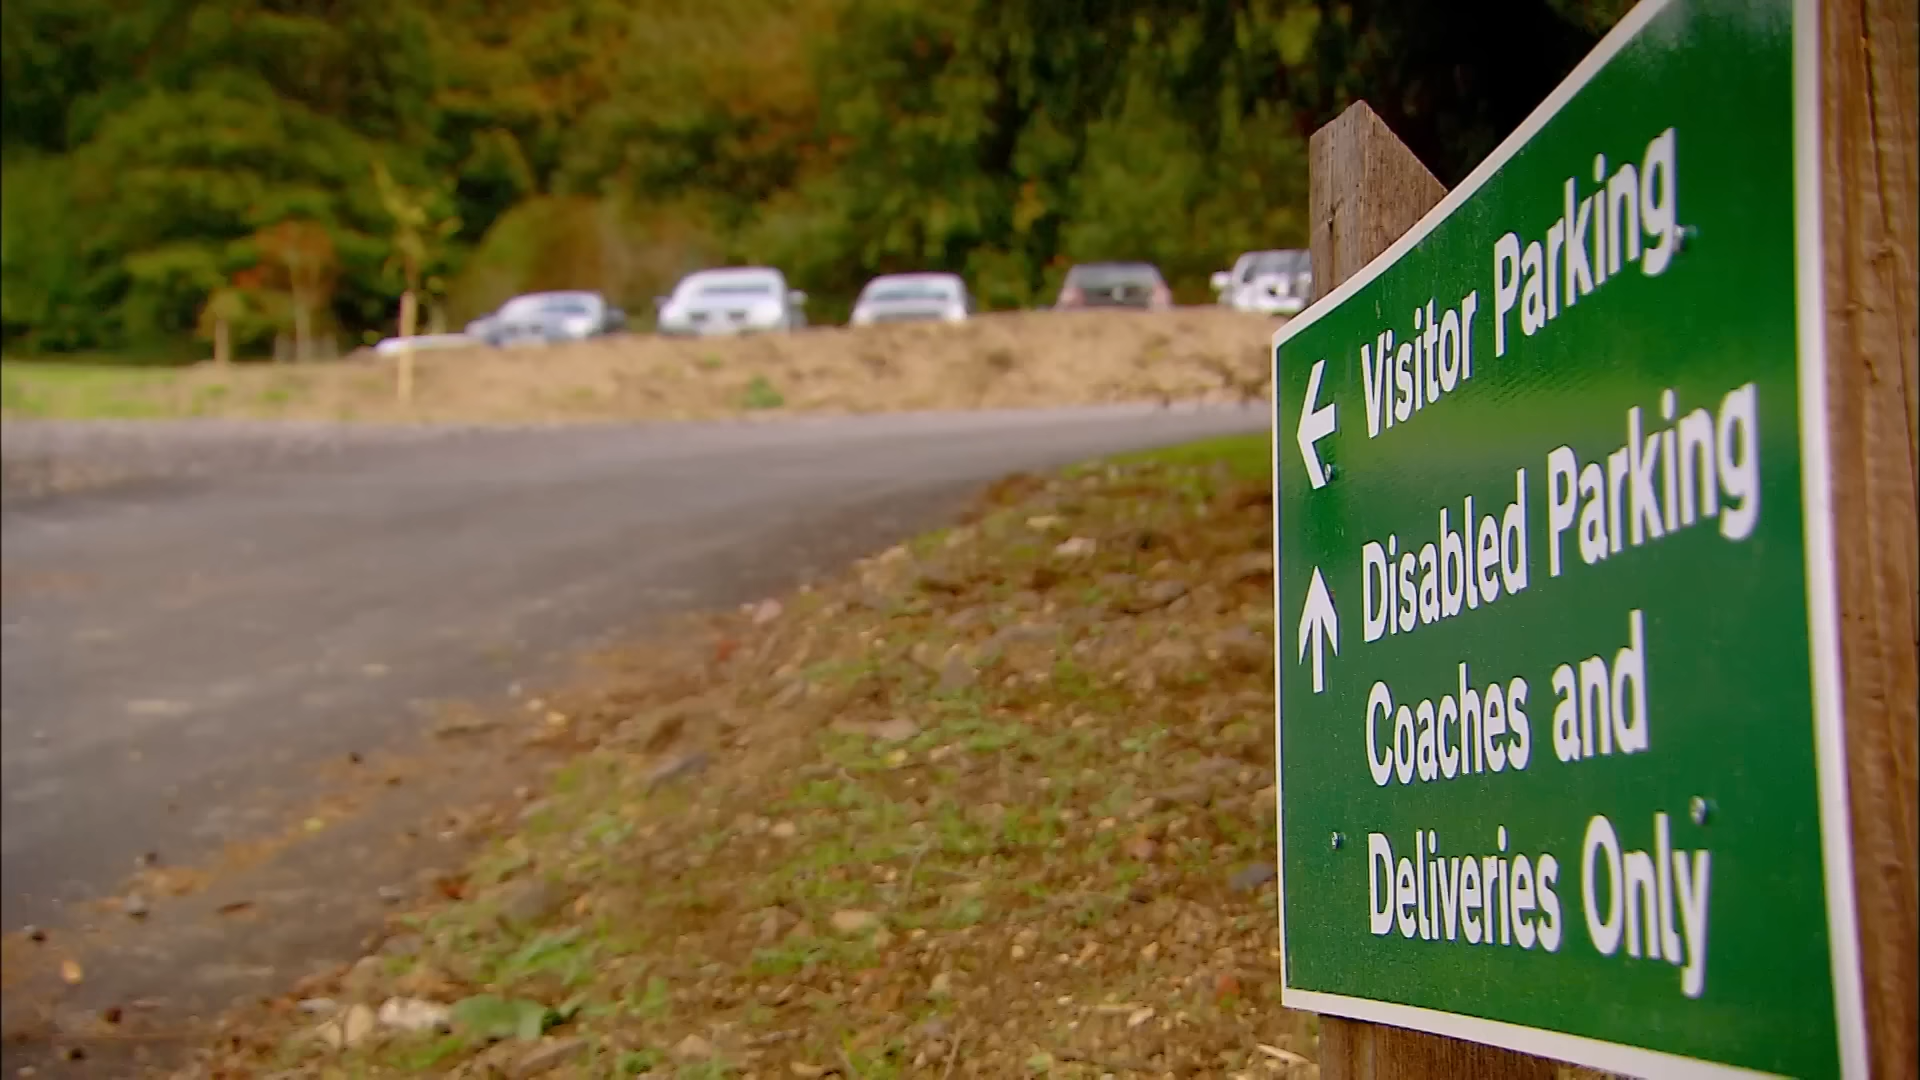 ← Visitor Parking
↑ Disabled Parking
Coaches and
Deliveries Only